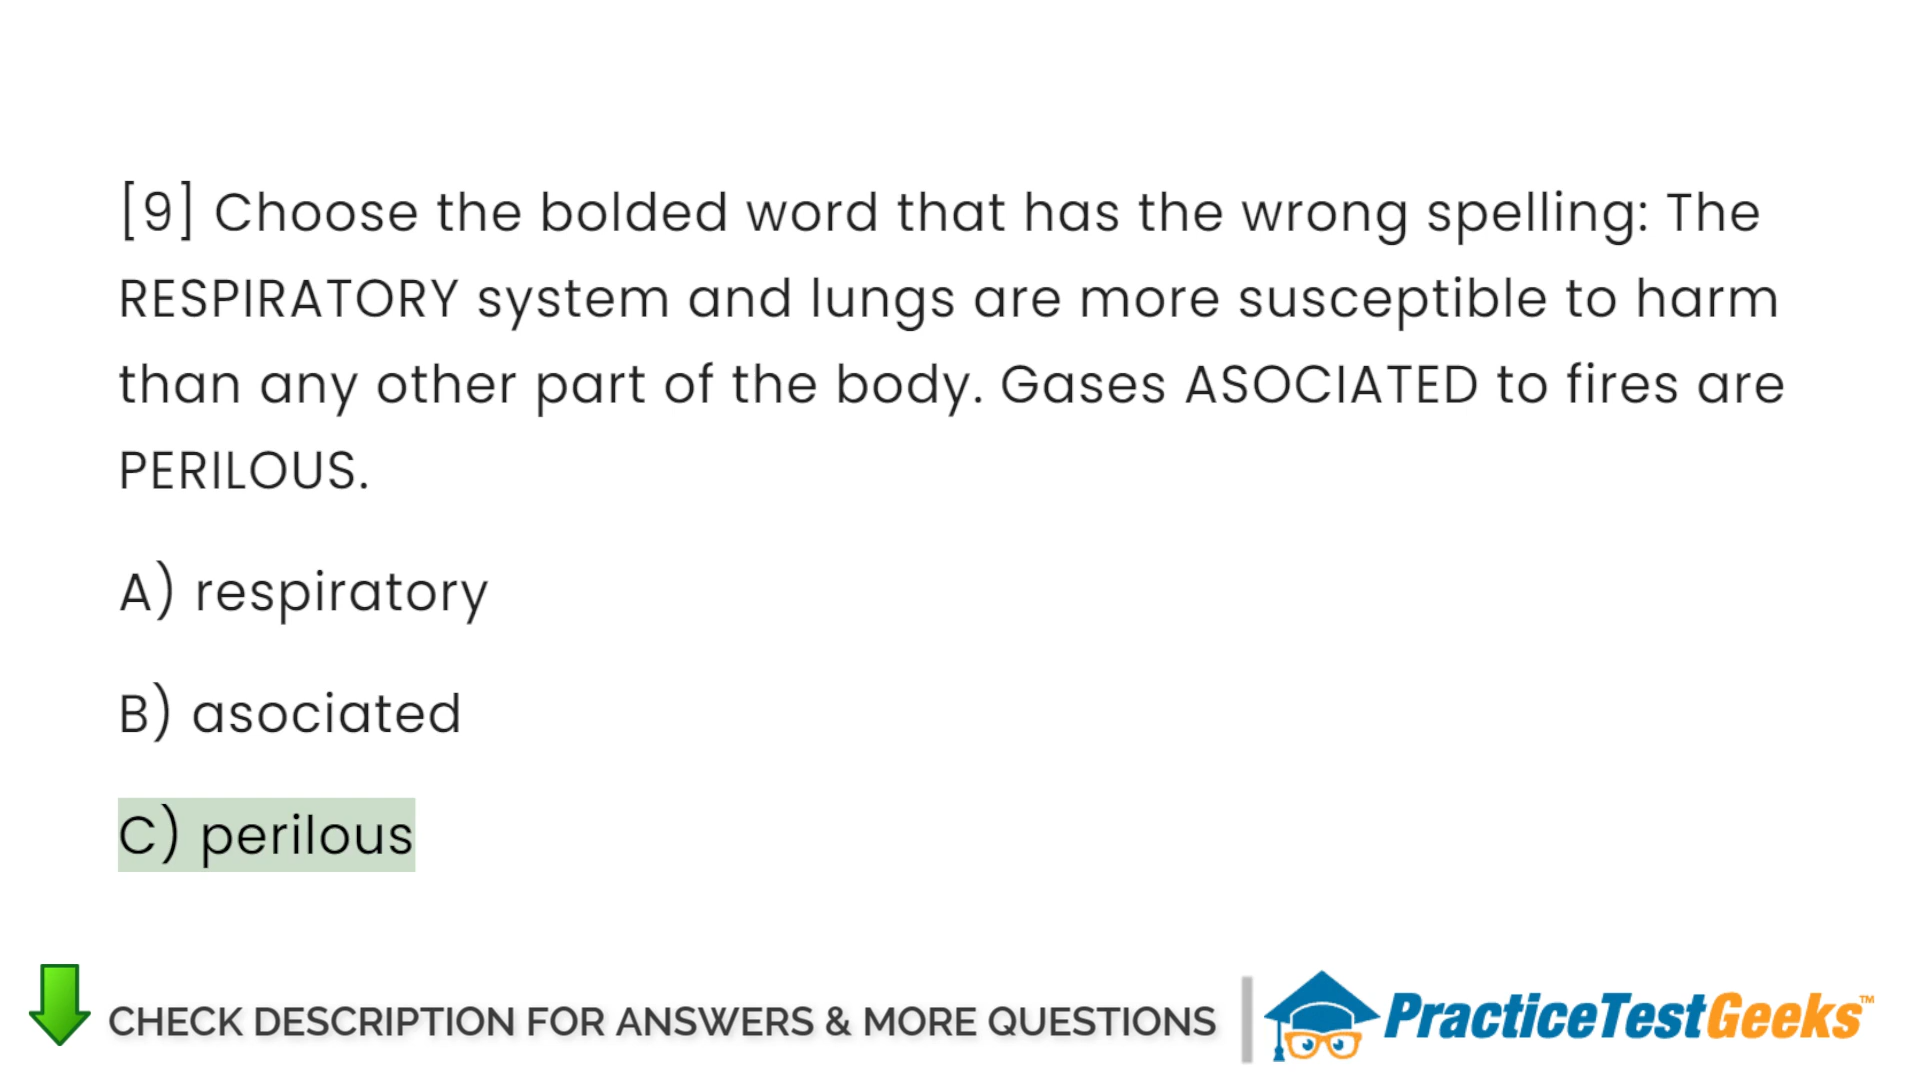 [9] Choose the bolded word that has the wrong spelling: The
RESPIRATORY system and lungs are more susceptible to harm
than any other part of the body. Gases ASOCIATED to fires are
PERILOUS.
A) respiratory
B) asociated
C) perilous
CHECK DESCRIPTION FOR ANSWERS & MORE QUESTIONS
PracticeTestGeeks™